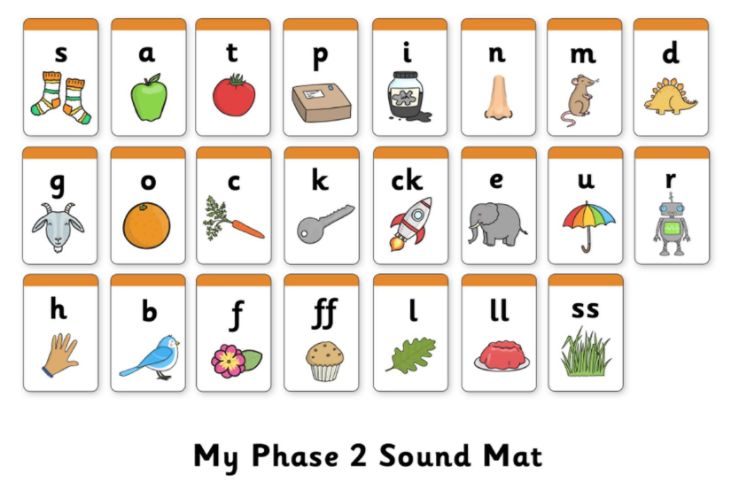 s a t p i n m d
g o c k ck e u r
h b f ff l ll ss
My Phase 2 Sound Mat